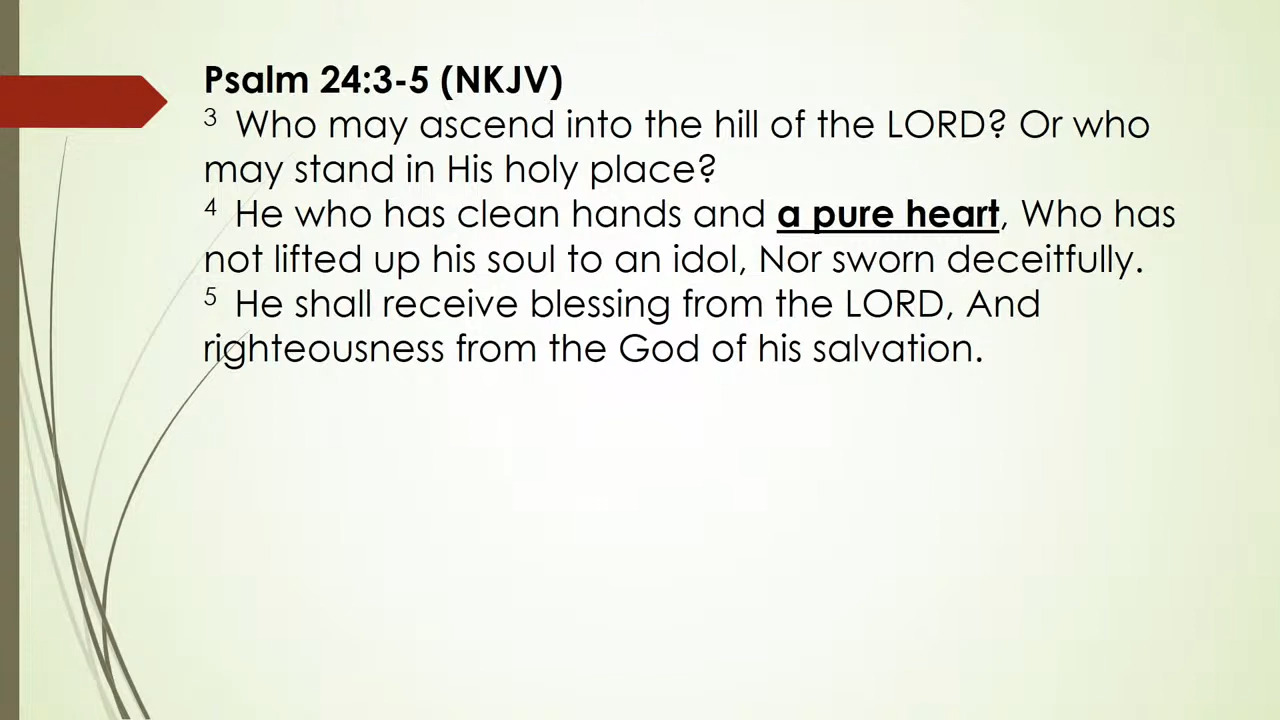 Psalm 24:3-5 (NKJV)
3 Who may ascend into the hill of the LORD? Or who
may stand in His holy place?
4 He who has clean hands and a pure heart, Who has
not lifted up his soul to an idol, Nor sworn deceitfully.
5 He shall receive blessing from the LORD, And
righteousness from the God of his salvation.